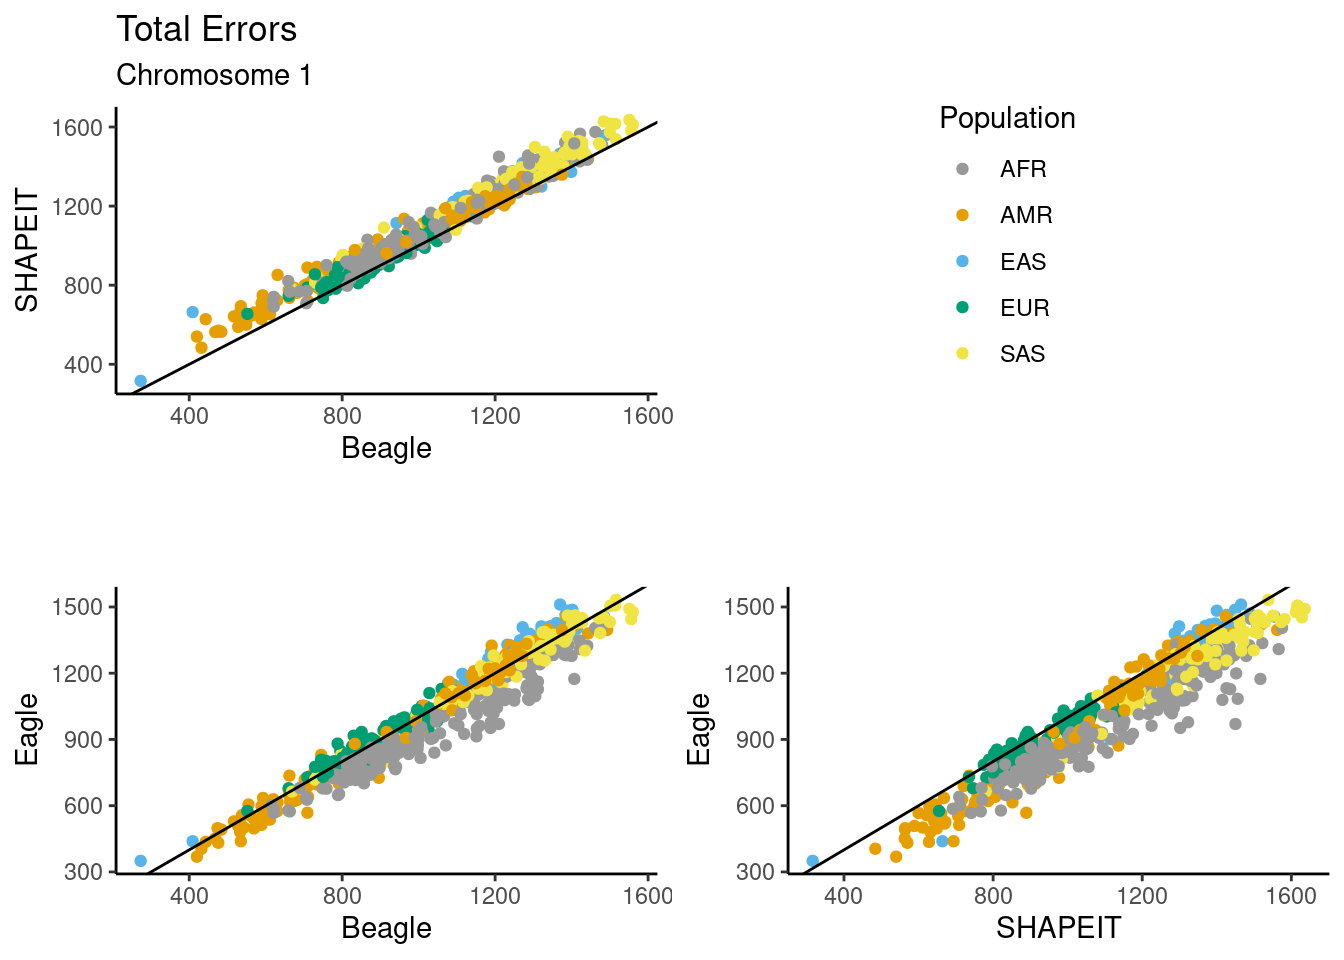 Total Errors
Chromosome 1
SHAPEIT
1600
1200
800
400
400 800 1200 1600
Beagle
Population
AFR
AMR
EAS
EUR
SAS
Eagle
1500
1200
900
600
300
400 800 1200 1600
Beagle
Eagle
1500
1200
900
600
300
400 800 1200 1600
SHAPEIT